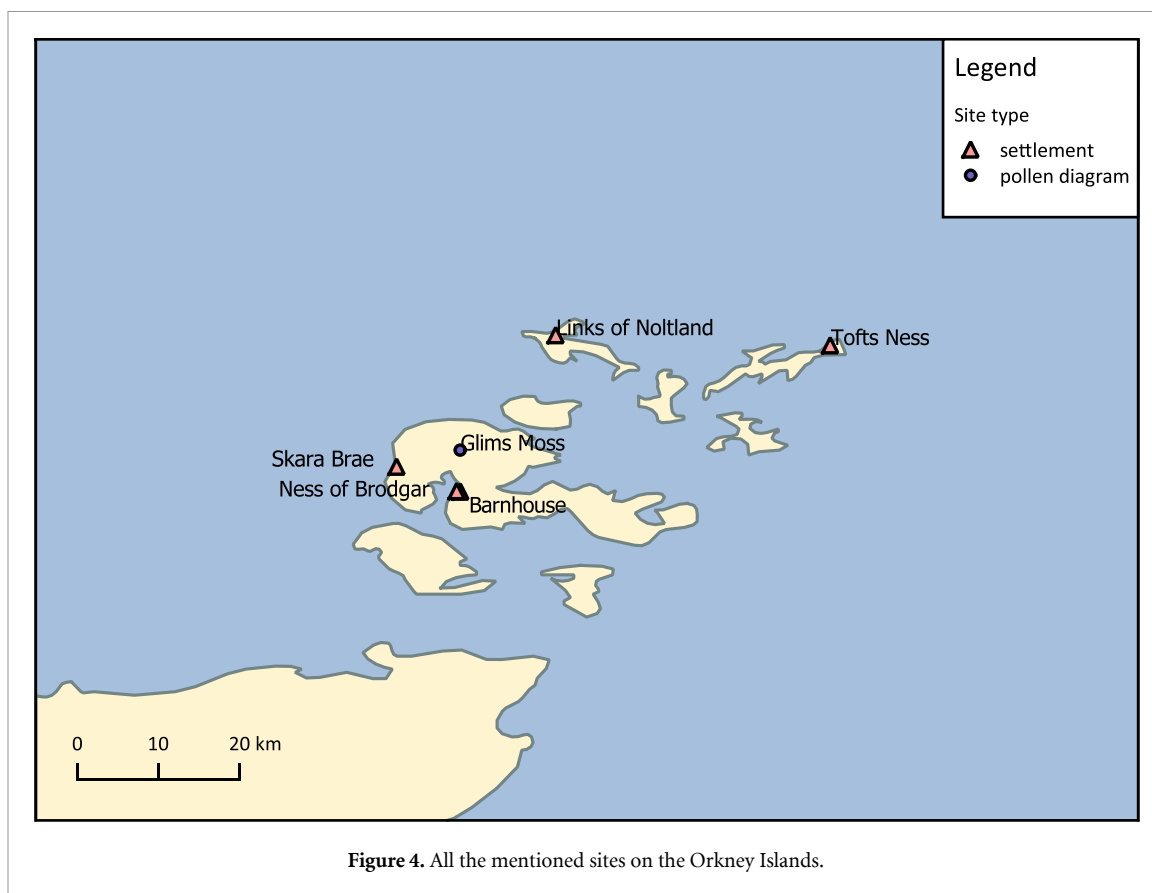 Legend
Site type
settlement
pollen diagram
Links of Noltland
Tofts Ness
Glims Moss
Skara Brae
Ness of Brodgar
Barnhouse
0 10 20 km
Figure 4. All the mentioned sites on the Orkney Islands.